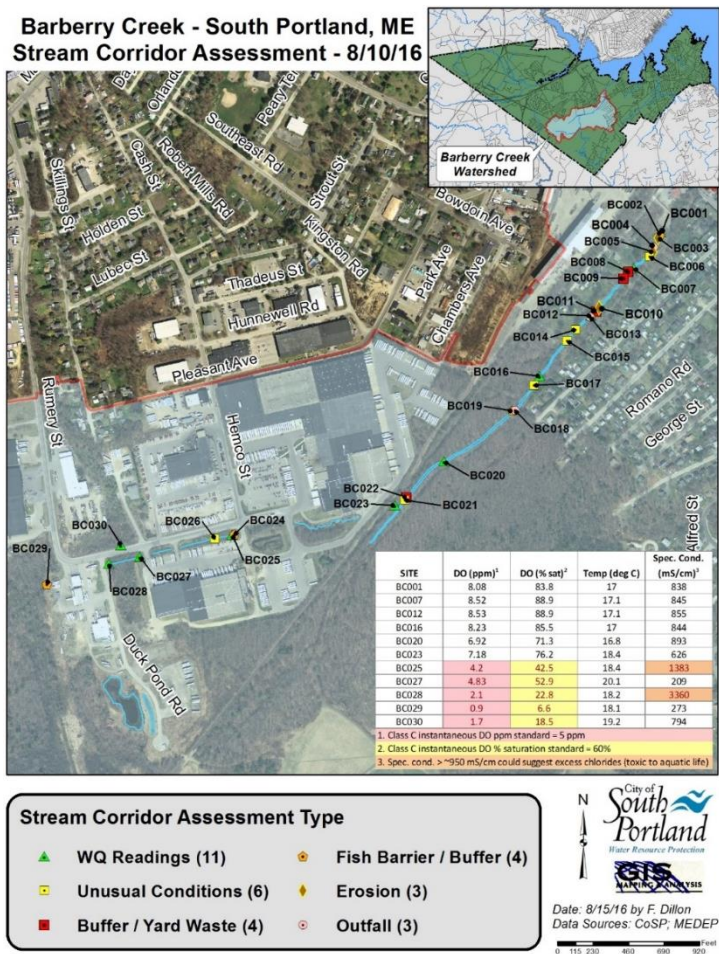 Barberry Creek - South Portland, ME
Stream Corridor Assessment - 8/10/16
Barberry Creek
Watershed
Orlando
Peary Ter
Southeast Rd
Skillings St
Cash St
Robert Mills Rd
Strout St
Holden St
Kingston Rd
Bowdoin Ave
Lubec St
Thadeus St
Park Ave
Chambers Ave
Hunnewell Rd
Pleasant Ave
Rumery St
Hemco St
Romano Rd
George St
Alfred St
Duck Pond Rd
BC002
BC001
BC004
BC005
BC003
BC008
BC006
BC009
BC007
BC011
BC010
BC012
BC013
BC014
BC015
BC016
BC017
BC019
BC018
BC020
BC022
BC023
BC021
BC030
BC026
BC024
BC025
BC029
BC027
BC028
SITE DO (ppm)¹ DO (% sat)² Temp (deg C) Spec. Cond. (mS/cm)³
BC001 8.08 83.8 17 838
BC007 8.52 88.9 17.1 845
BC012 8.53 88.9 17.1 855
BC016 8.23 85.5 17 844
BC020 6.92 71.3 16.8 893
BC023 7.18 76.2 18.4 626
BC025 4.2 42.5 18.4 1383
BC027 4.83 52.9 20.1 209
BC028 2.1 22.8 18.2 3360
BC029 0.9 6.6 18.1 273
BC030 1.7 18.5 19.2 794
1. Class C instantaneous DO ppm standard = 5 ppm
2. Class C instantaneous DO % saturation standard = 60%
3. Spec. cond. > ~950 mS/cm could suggest excess chlorides (toxic to aquatic life)
Stream Corridor Assessment Type
WQ Readings (11)
Fish Barrier / Buffer (4)
Unusual Conditions (6)
Erosion (3)
Buffer / Yard Waste (4)
Outfall (3)
N
City of
South
Portland
Water Resource Protection
GIS
MAPPING & ANALYSIS
Date: 8/15/16 by F. Dillon
Data Sources: CoSP; MEDEP
Feet
0 115 230 460 690 920